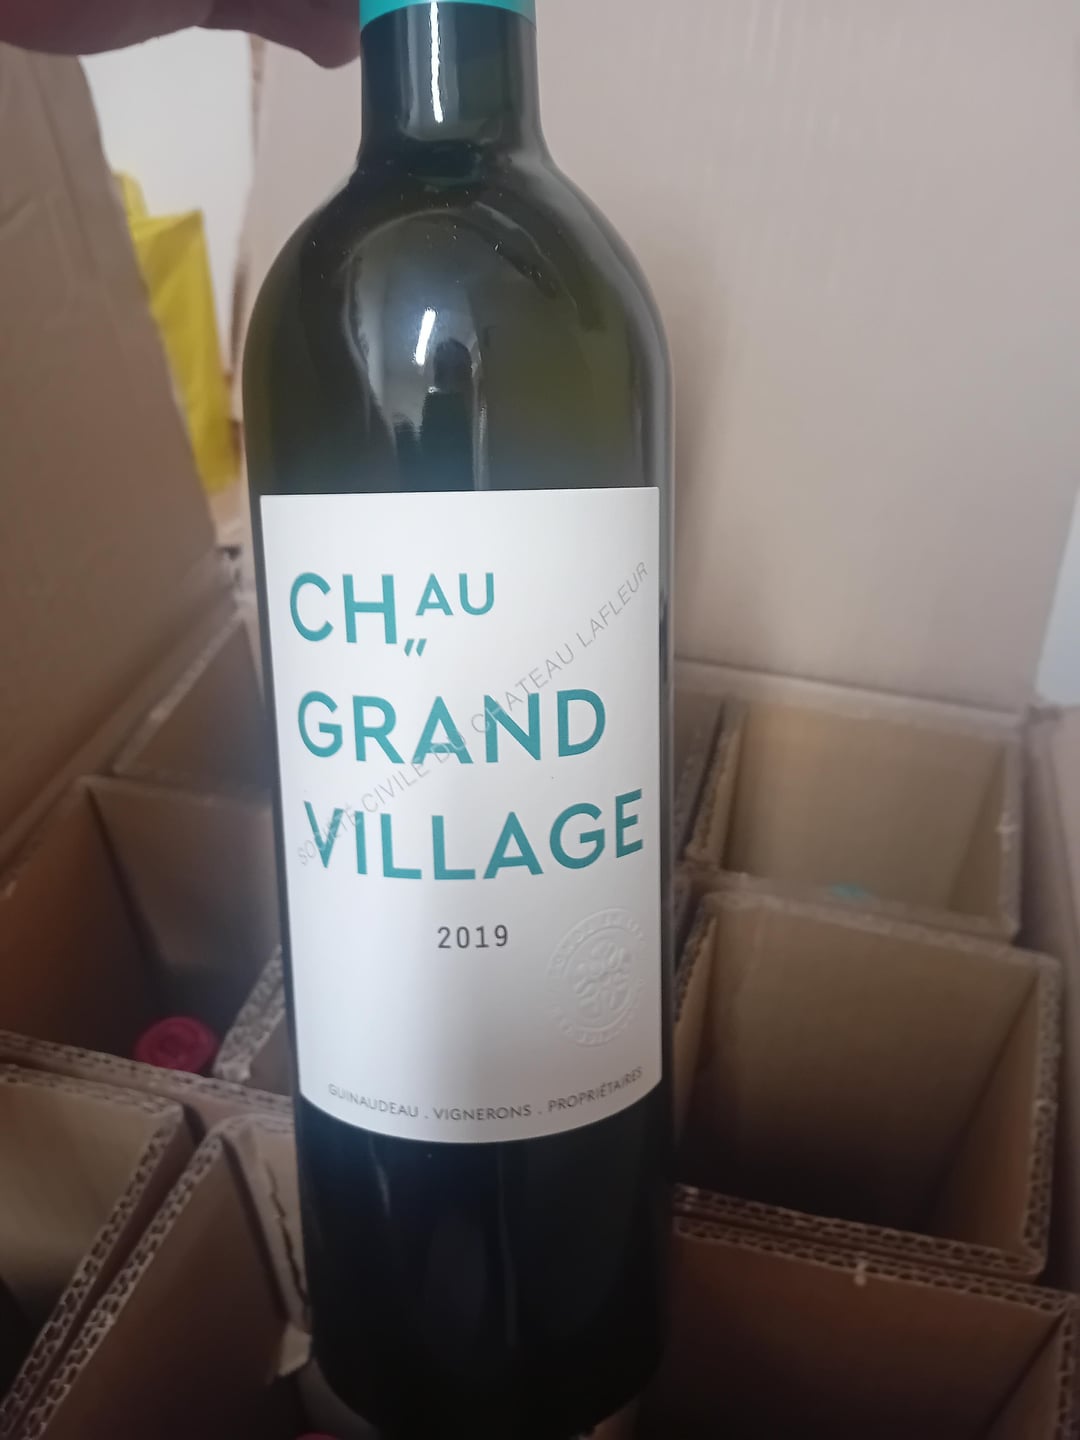 CHAU
GRAND
VILLAGE
SOCIÉTÉ CIVILE DU CHATEAU LAFLEUR
2019
GUINAUDEAU . VIGNERONS . PROPRIÉTAIRES